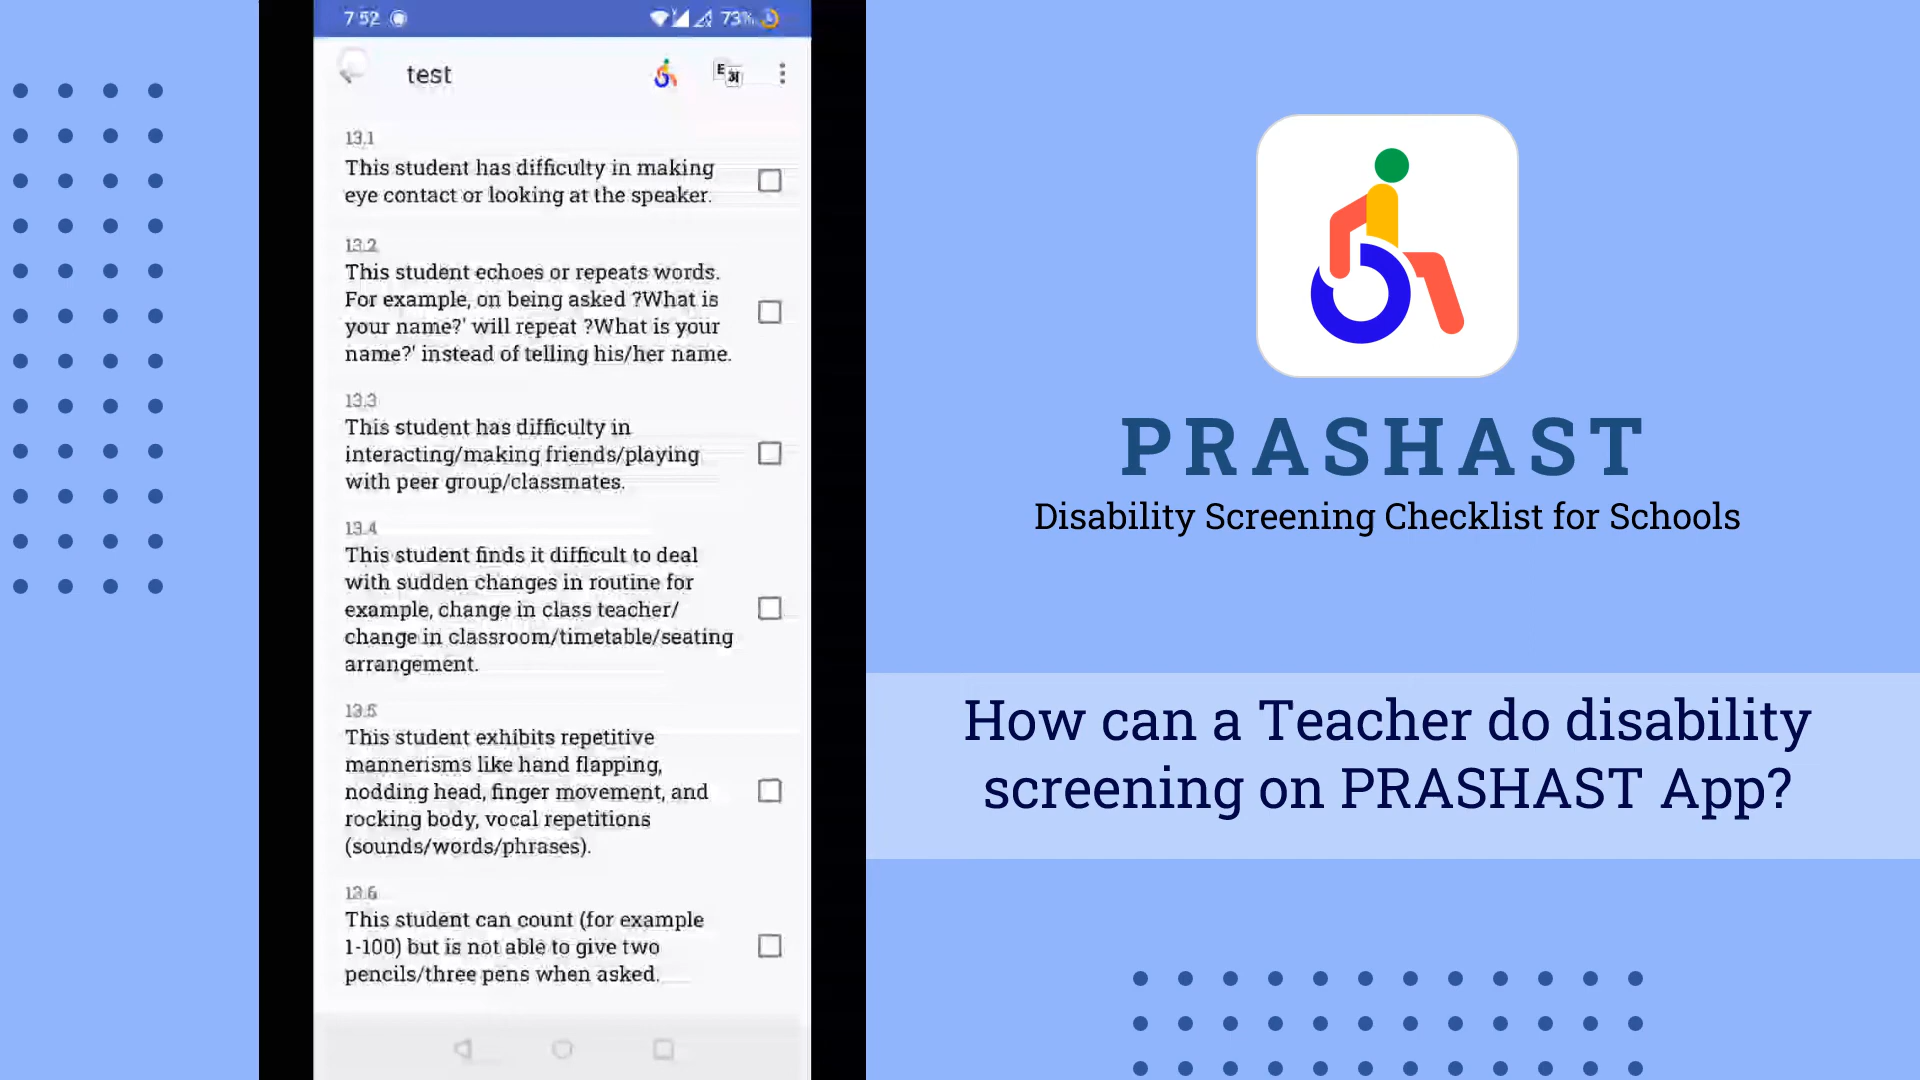 7:52
73%
test
E अ
13.1
This student has difficulty in making
eye contact or looking at the speaker.
13.2
This student echoes or repeats words.
For example, on being asked ?What is
your name?' will repeat ?What is your
name?' instead of telling his/her name.
13.3
This student has difficulty in
interacting/making friends/playing
with peer group/classmates.
13.4
This student finds it difficult to deal
with sudden changes in routine for
example, change in class teacher/
change in classroom/timetable/seating
arrangement.
13.5
This student exhibits repetitive
mannerisms like hand flapping,
nodding head, finger movement, and
rocking body, vocal repetitions
(sounds/words/phrases).
13.6
This student can count (for example
1-100) but is not able to give two
pencils/three pens when asked.
PRASHAST
Disability Screening Checklist for Schools
How can a Teacher do disability
screening on PRASHAST App?